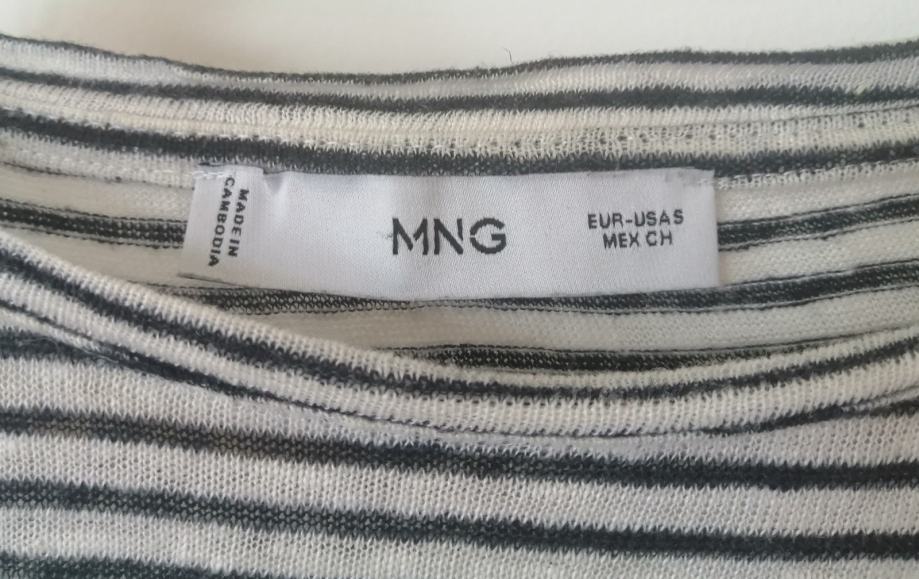 MADE IN
CAMBODIA
MNG
EUR-USA S
MEX CH